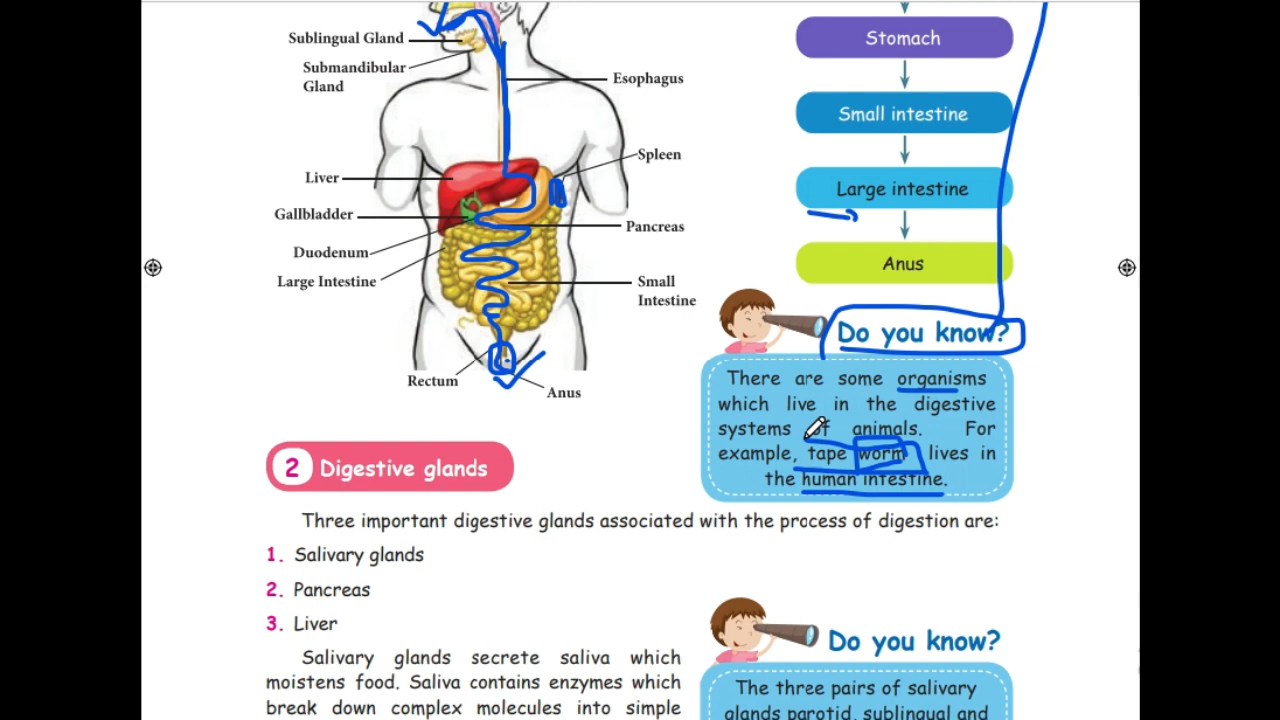 Sublingual Gland
Submandibular
Gland
Esophagus
Spleen
Liver
Gallbladder
Pancreas
Duodenum
Large Intestine
Small
Intestine
Rectum
Anus
Stomach
Small intestine
Large intestine
Anus
Do you know?
There are some organisms
which live in the digestive
systems of animals. For
example, tape worm lives in
the human intestine.
2 Digestive glands
Three important digestive glands associated with the process of digestion are:
1. Salivary glands
2. Pancreas
3. Liver
Salivary glands secrete saliva which
moistens food. Saliva contains enzymes which
break down complex molecules into simple
Do you know?
The three pairs of salivary
glands parotid, sublingual and